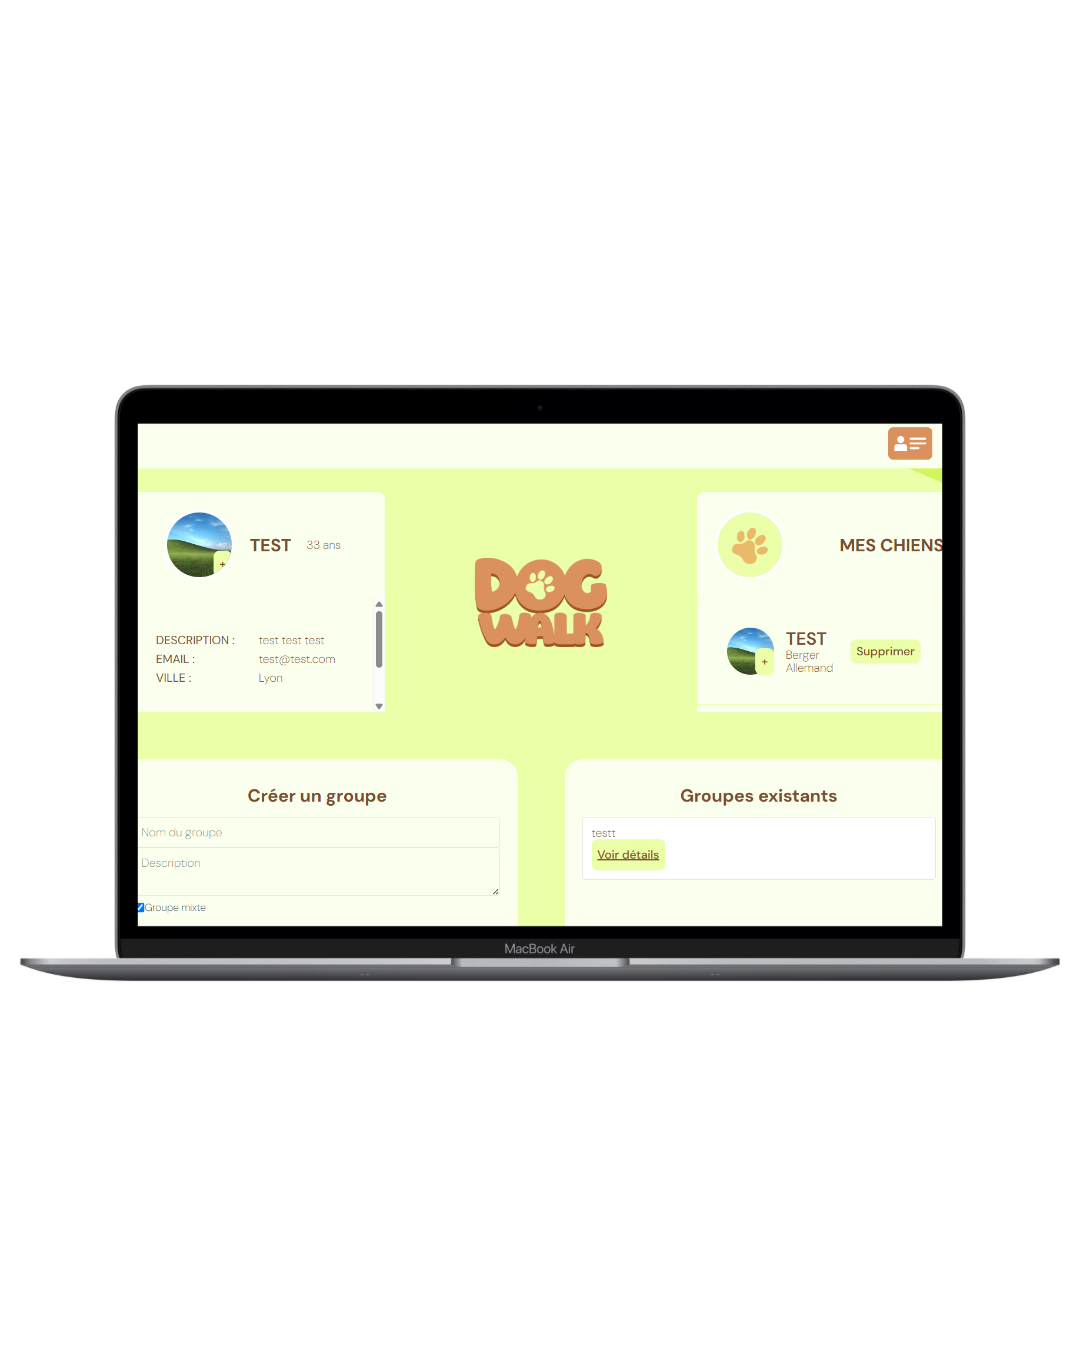 TEST 33 ans
+
DESCRIPTION : test test test
EMAIL : test@test.com
VILLE : Lyon
DOG
WALK
MES CHIENS
TEST
Berger
Allemand
+
Supprimer
Créer un groupe
Nom du groupe
Description
Groupe mixte
Groupes existants
testt
Voir détails
MacBook Air